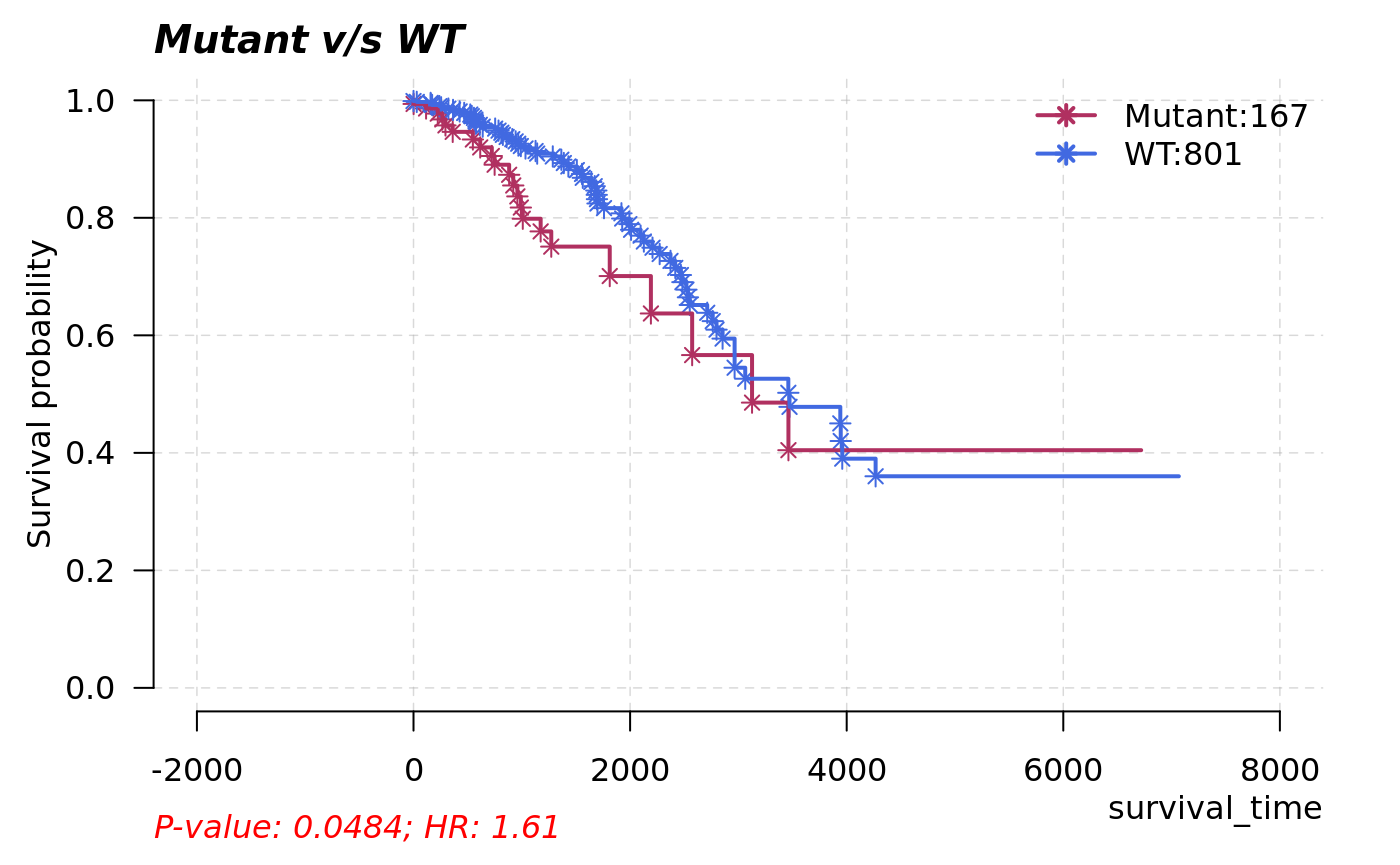 Mutant v/s WT
Mutant:167
WT:801
Survival probability
1.0
0.8
0.6
0.4
0.2
0.0
-2000 0 2000 4000 6000 8000
survival_time
P-value: 0.0484; HR: 1.61